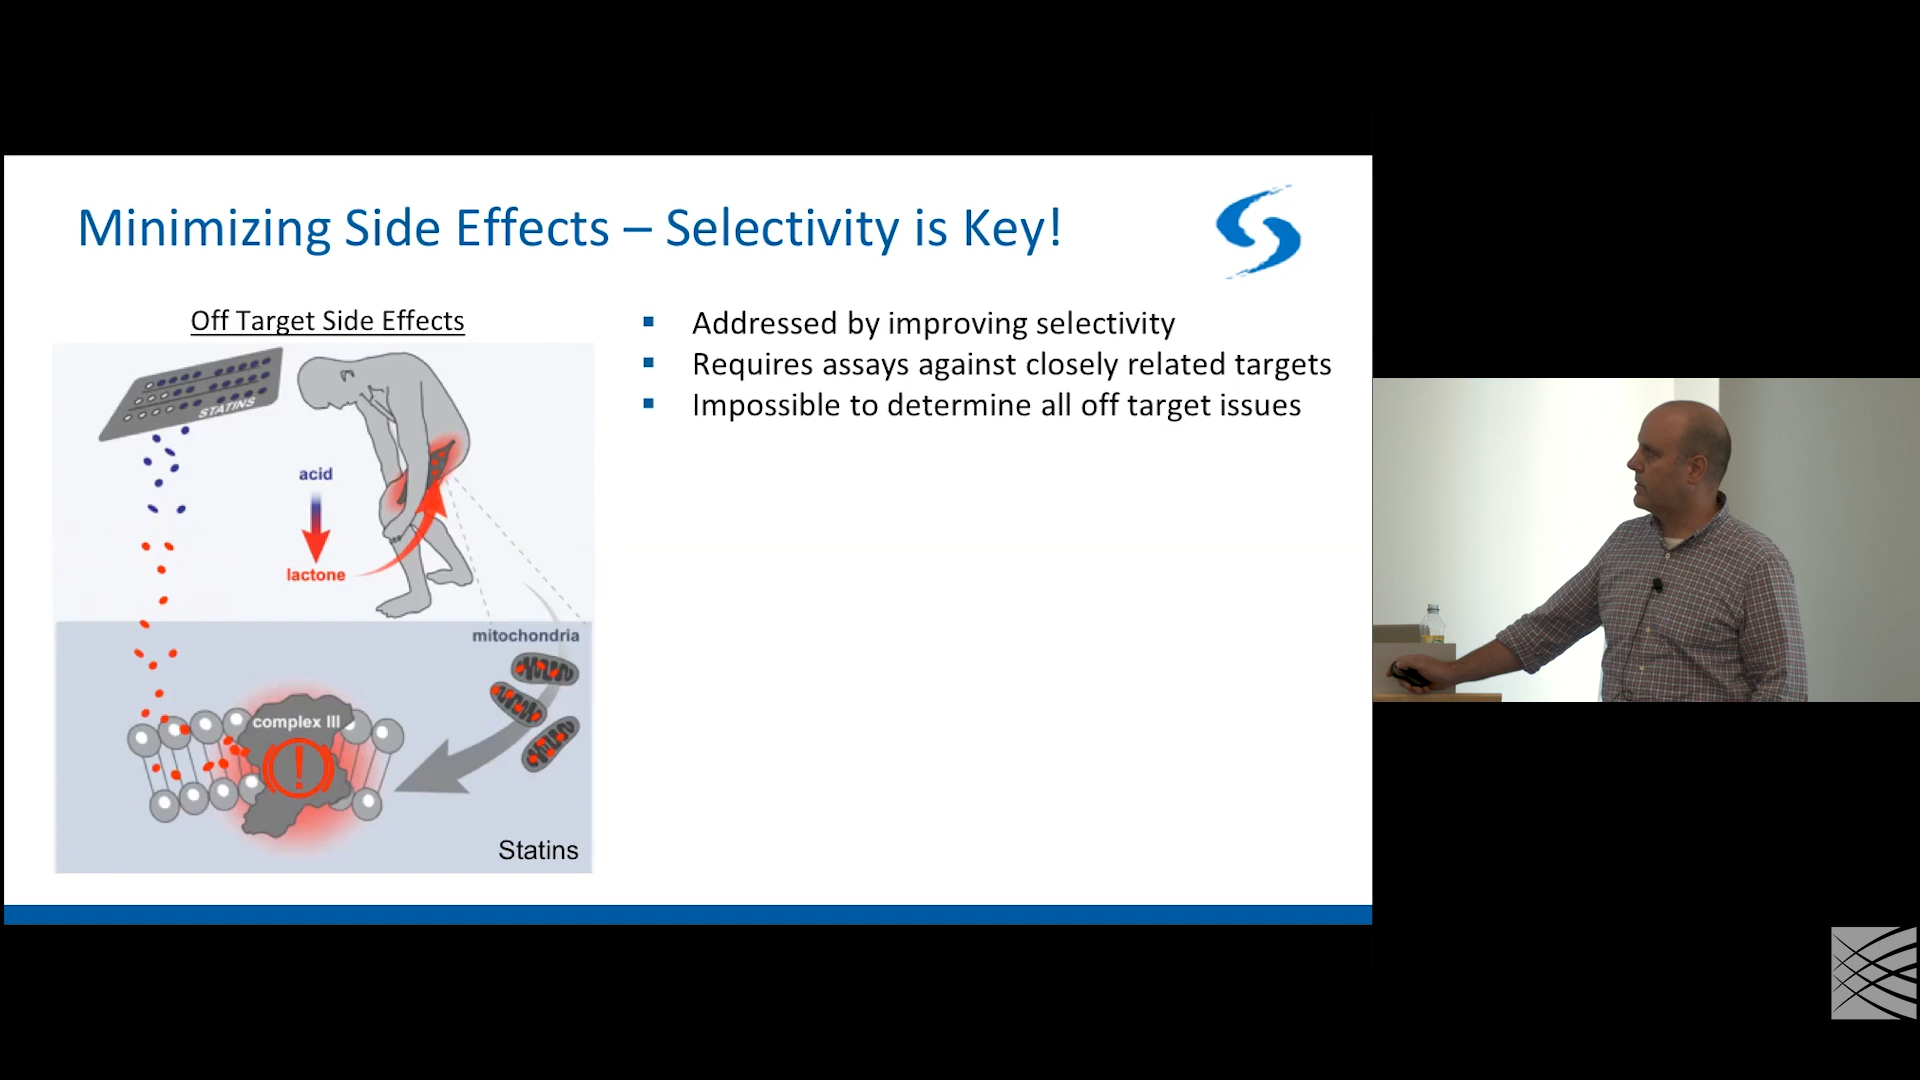 Minimizing Side Effects – Selectivity is Key!
Off Target Side Effects
STATINS
acid
lactone
mitochondria
complex III
Statins
Addressed by improving selectivity
Requires assays against closely related targets
Impossible to determine all off target issues